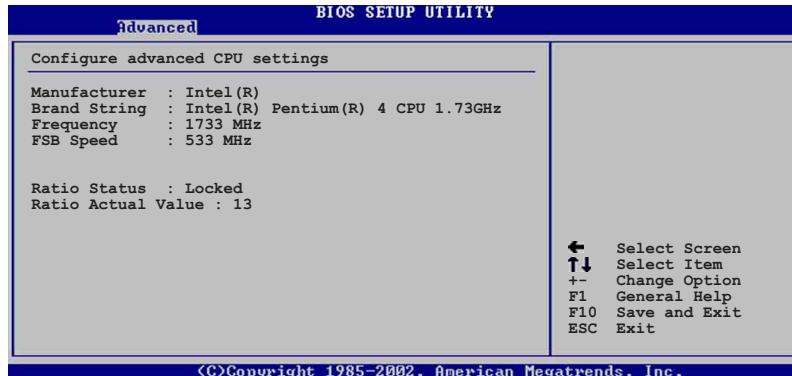 BIOS SETUP UTILITY
Advanced
Configure advanced CPU settings
Manufacturer : Intel(R)
Brand String : Intel(R) Pentium(R) 4 CPU 1.73GHz
Frequency : 1733 MHz
FSB Speed : 533 MHz
Ratio Status : Locked
Ratio Actual Value : 13
← Select Screen
↑↓ Select Item
+- Change Option
F1 General Help
F10 Save and Exit
ESC Exit
(C)Copyright 1985-2002, American Megatrends, Inc.